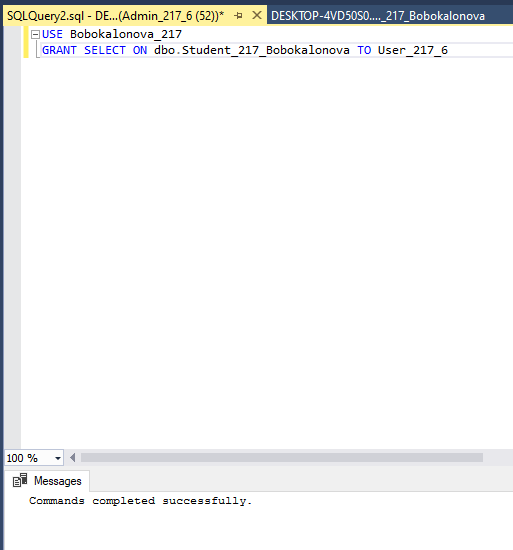 SQLQuery2.sql - DE...(Admin_217_6 (52))* DESKTOP-4VD50S0...._217_Bobokalonova
USE Bobokalonova_217
GRANT SELECT ON dbo.Student_217_Bobokalonova TO User_217_6
100 %
Messages
Commands completed successfully.